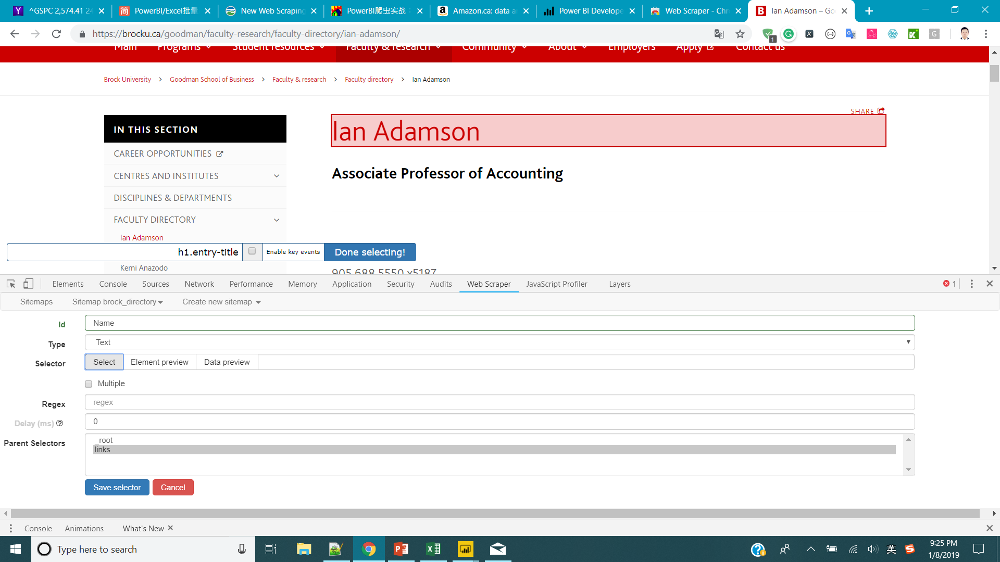 ^GSPC 2,574.41 24
PowerBI/Excel批量
New Web Scraping
PowerBI爬虫实战
Amazon.ca: data a
Power BI Develope
Web Scraper - Chr
Ian Adamson – Go
https://brocku.ca/goodman/faculty-research/faculty-directory/ian-adamson/
Main Programs Student resources Faculty & research Community About Employers Apply Contact us
Brock University > Goodman School of Business > Faculty & research > Faculty directory > Ian Adamson
SHARE
IN THIS SECTION
Ian Adamson
CAREER OPPORTUNITIES
Associate Professor of Accounting
CENTRES AND INSTITUTES
DISCIPLINES & DEPARTMENTS
FACULTY DIRECTORY
Ian Adamson
h1.entry-title Enable key events Done selecting!
Kemi Anazodo
905 688 5550 x5187
Elements Console Sources Network Performance Memory Application Security Audits Web Scraper JavaScript Profiler Layers 1
Sitemaps Sitemap brock_directory Create new sitemap
Id Name
Type Text
Selector Select Element preview Data preview
Multiple
Regex regex
Delay (ms) 0
Parent Selectors _root
links
Save selector Cancel
Console Animations What's New
Type here to search
英
9:25 PM
1/8/2019